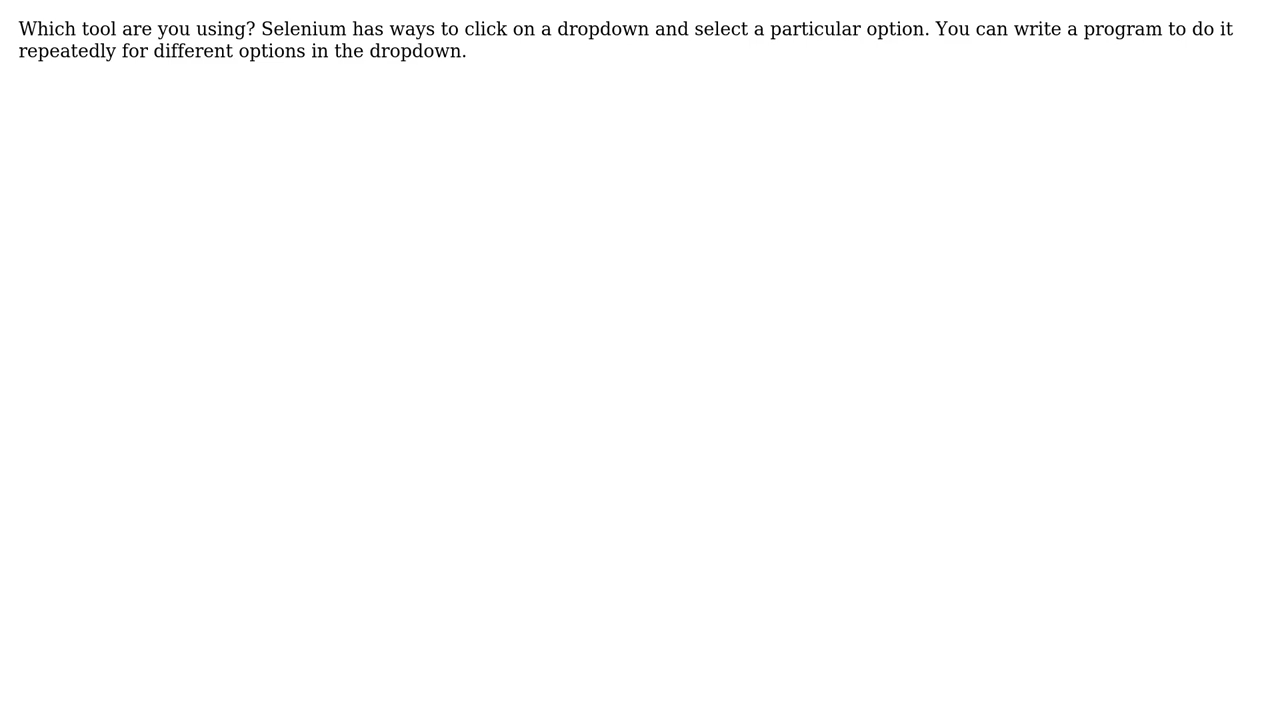 Which tool are you using? Selenium has ways to click on a dropdown and select a particular option. You can write a program to do it
repeatedly for different options in the dropdown.